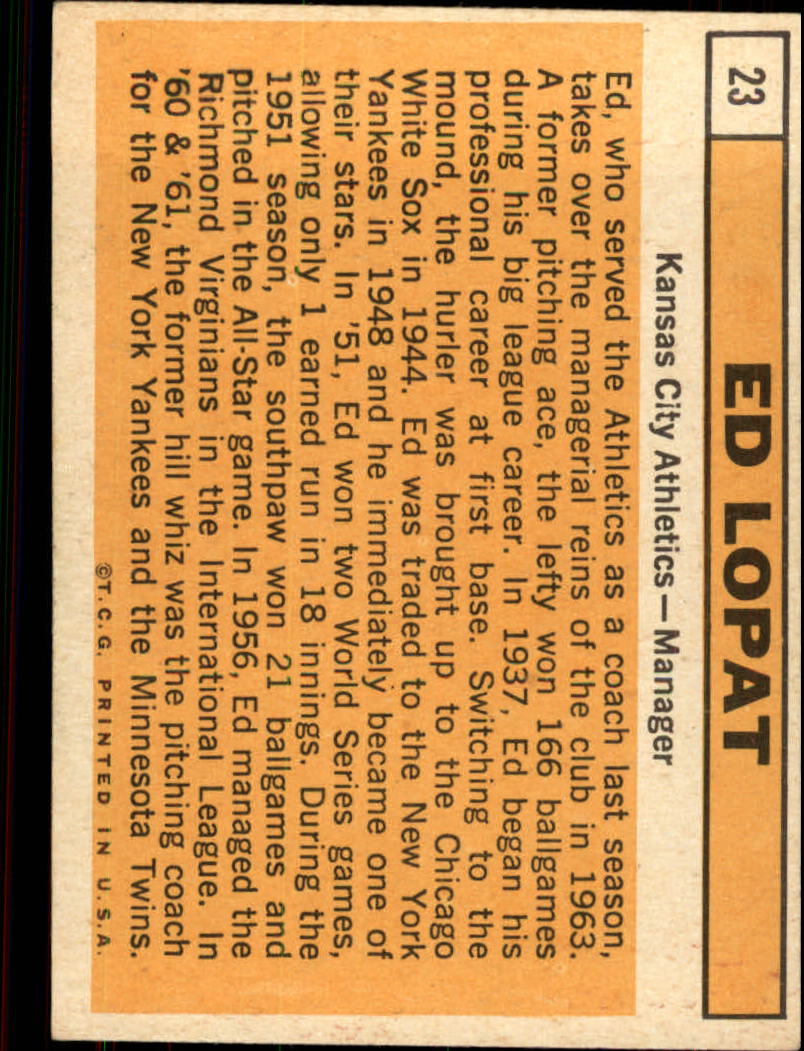 23
ED LOPAT
Kansas City Athletics—Manager
Ed, who served the Athletics as a coach last season,
takes over the managerial reins of the club in 1963.
A former pitching ace, the lefty won 166 ballgames
during his big league career. In 1937, Ed began his
professional career at first base. Switching to the
mound, the hurler was brought up to the Chicago
White Sox in 1944. Ed was traded to the New York
Yankees in 1948 and he immediately became one of
their stars. In '51, Ed won two World Series games,
allowing only 1 earned run in 18 innings. During the
1951 season, the southpaw won 21 ballgames and
pitched in the All-Star game. In 1956, Ed managed the
Richmond Virginians in the International League. In
'60 & '61, the former hill whiz was the pitching coach
for the New York Yankees and the Minnesota Twins.
©T.C.G. PRINTED IN U.S.A.